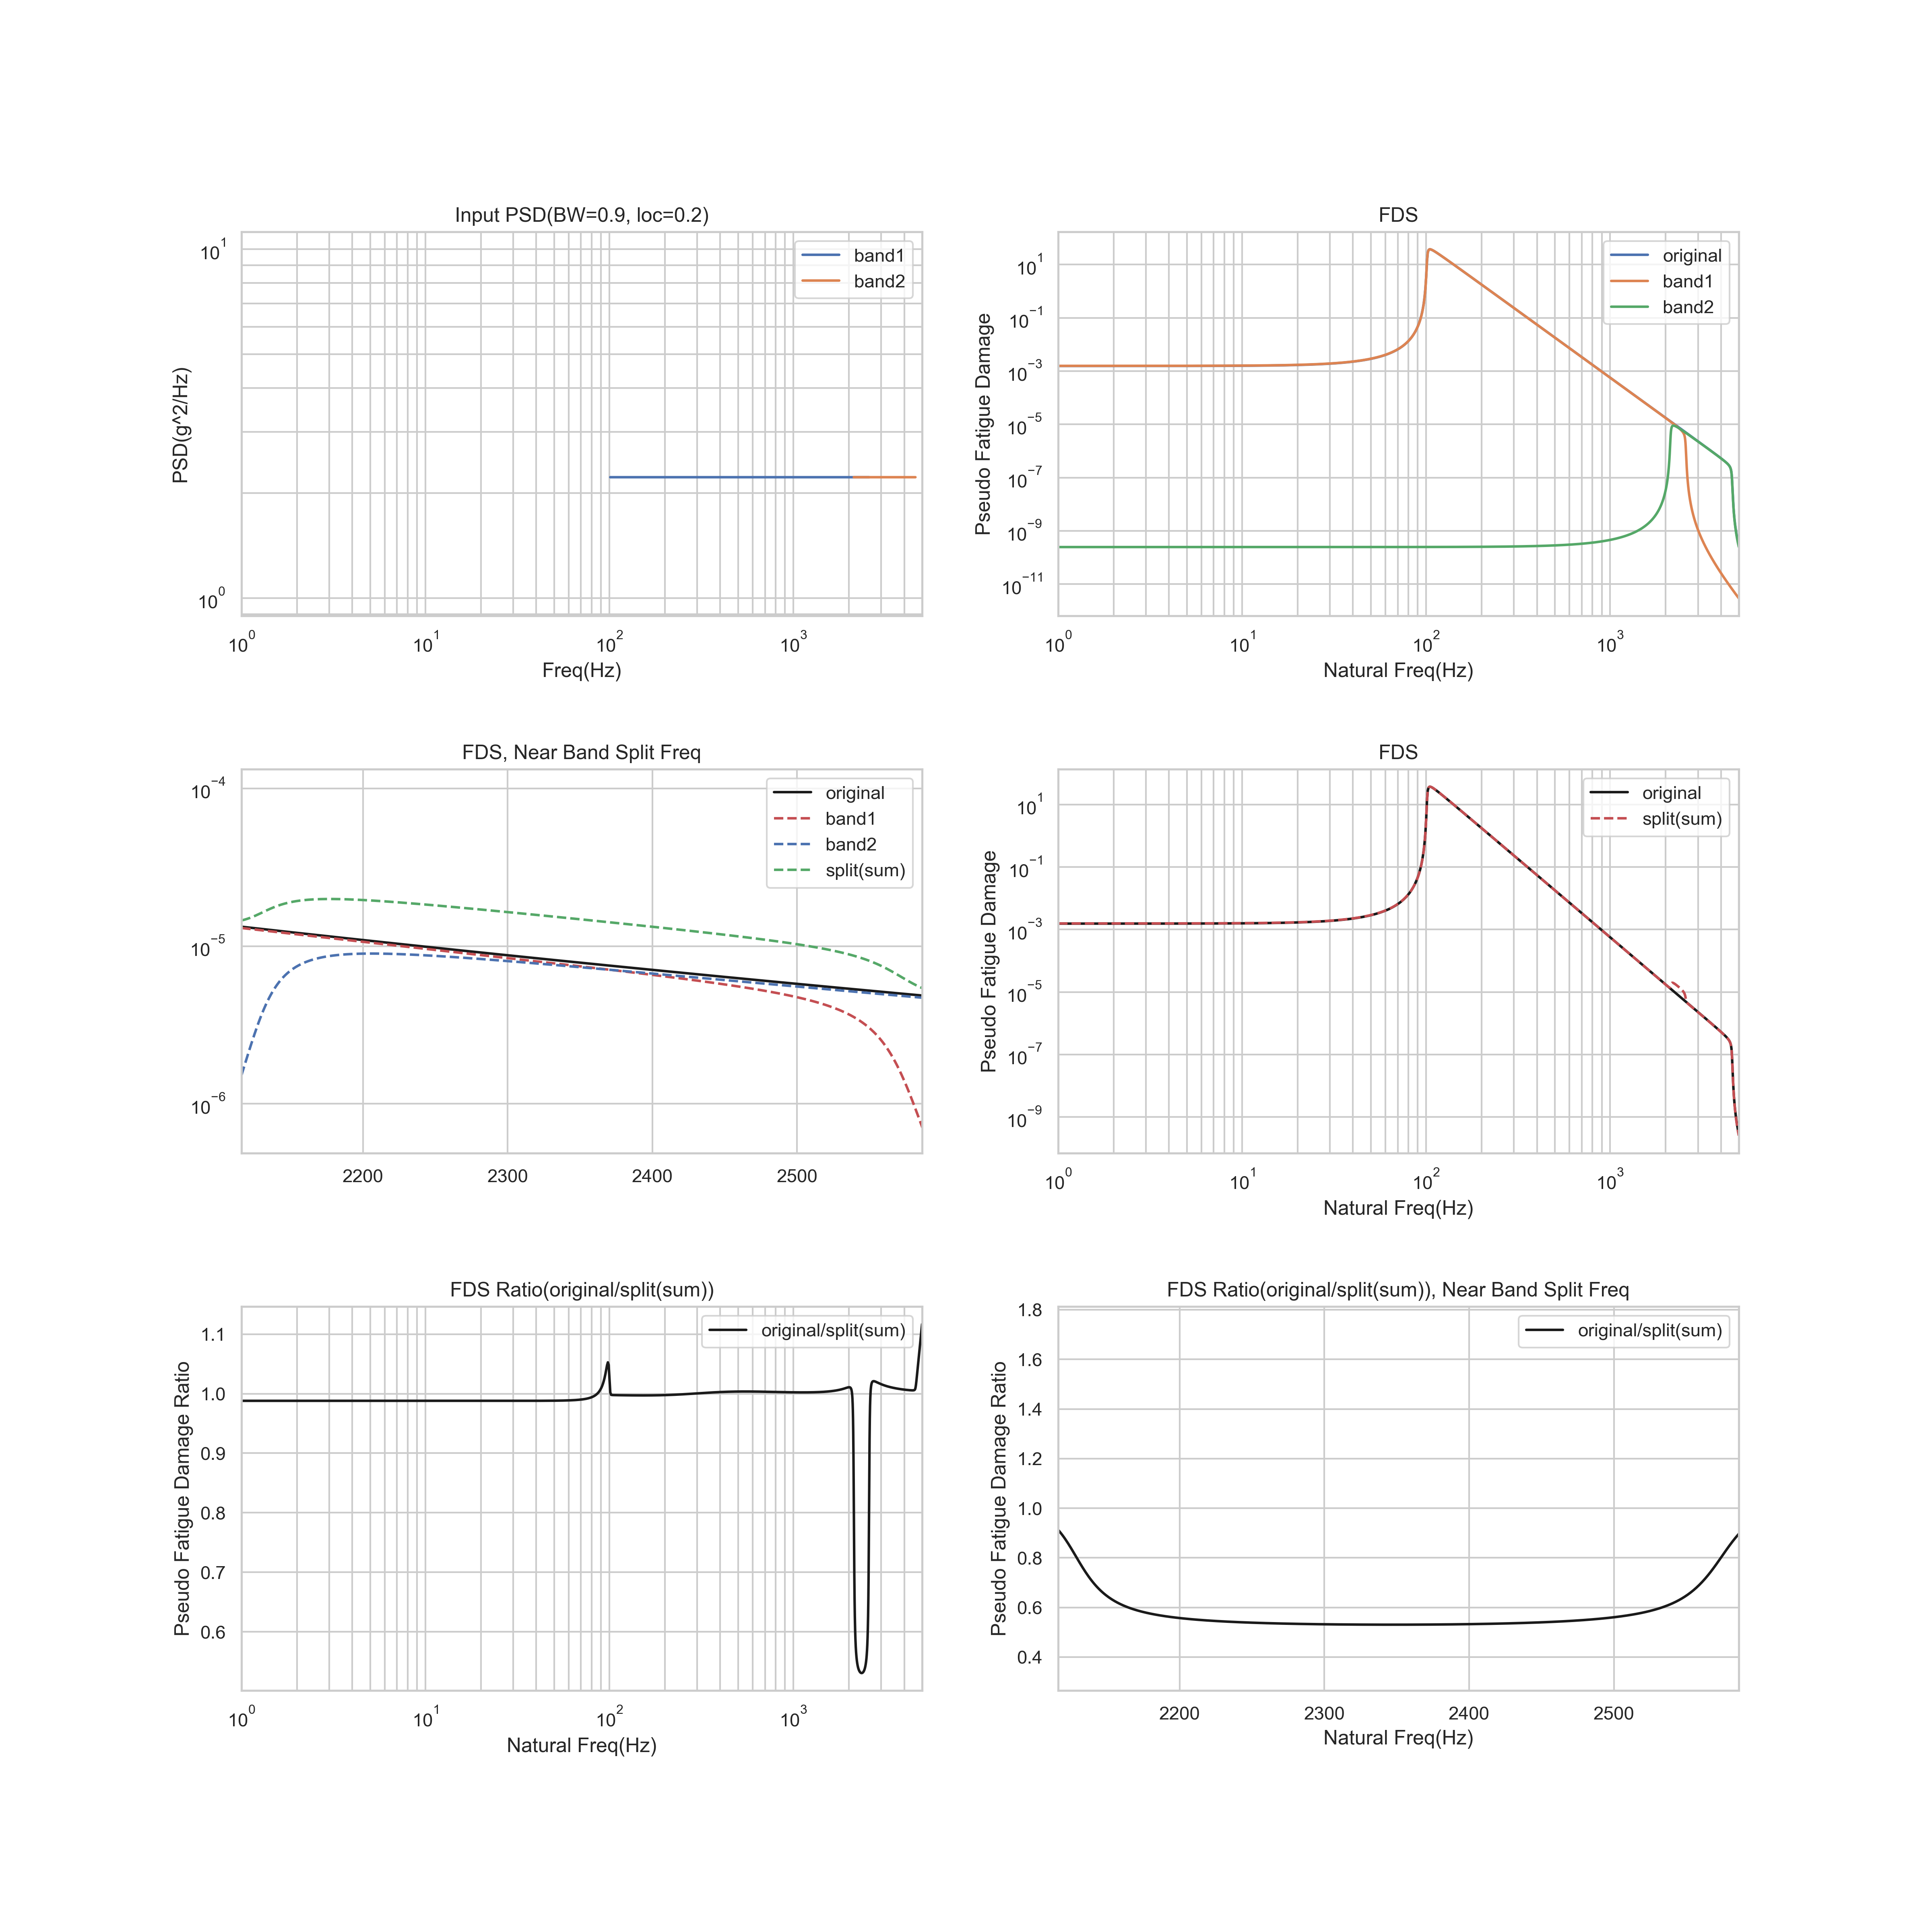 Input PSD(BW=0.9, loc=0.2)
PSD(g^2/Hz)
10^1
10^0
band1
band2
10^0 10^1 10^2 10^3
Freq(Hz)
FDS
Pseudo Fatigue Damage
10^1
10^−1
10^−3
10^−5
10^−7
10^−9
10^−11
original
band1
band2
10^0 10^1 10^2 10^3
Natural Freq(Hz)
FDS, Near Band Split Freq
10^−4
10^−5
10^−6
original
band1
band2
split(sum)
2200 2300 2400 2500
FDS
Pseudo Fatigue Damage
10^1
10^−1
10^−3
10^−5
10^−7
10^−9
original
split(sum)
10^0 10^1 10^2 10^3
Natural Freq(Hz)
FDS Ratio(original/split(sum))
Pseudo Fatigue Damage Ratio
1.1
1.0
0.9
0.8
0.7
0.6
original/split(sum)
10^0 10^1 10^2 10^3
Natural Freq(Hz)
FDS Ratio(original/split(sum)), Near Band Split Freq
Pseudo Fatigue Damage Ratio
1.8
1.6
1.4
1.2
1.0
0.8
0.6
0.4
original/split(sum)
2200 2300 2400 2500
Natural Freq(Hz)